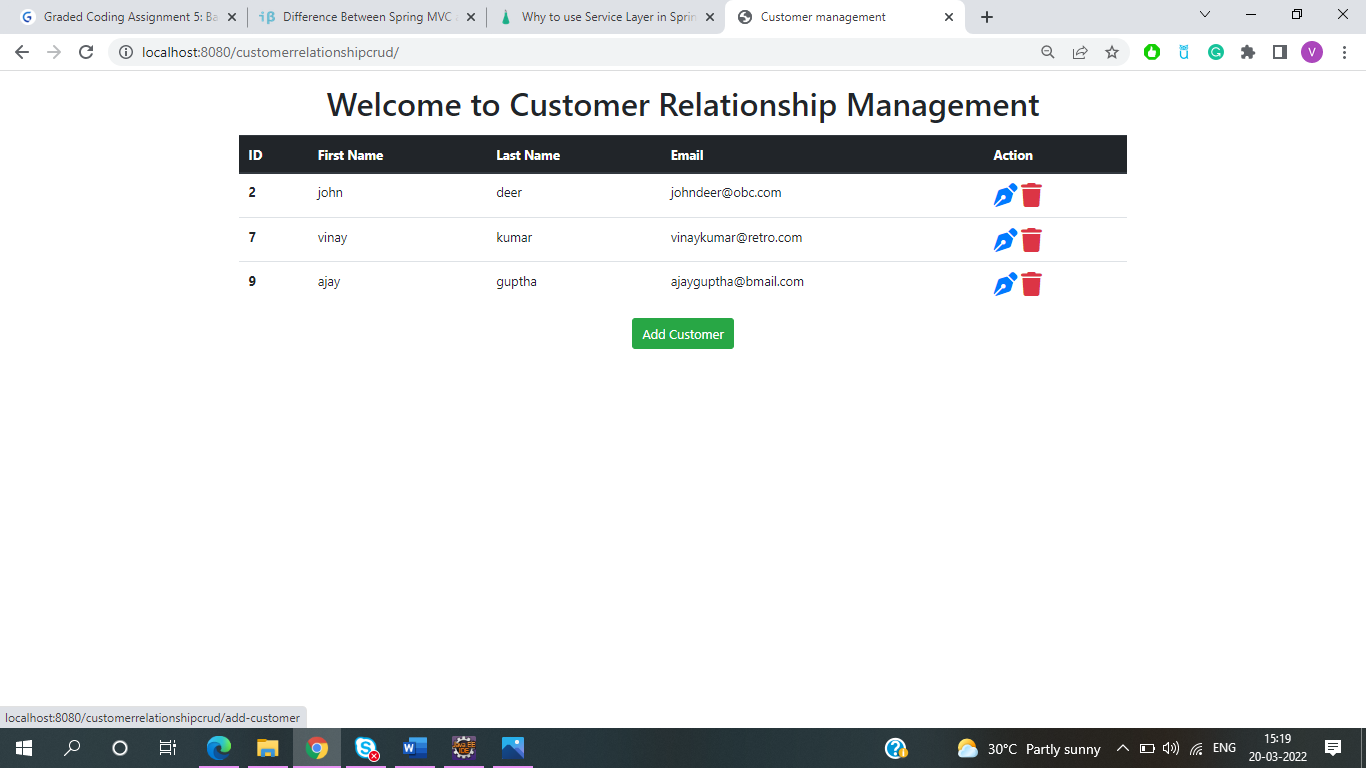 Graded Coding Assignment 5: Ba
Difference Between Spring MVC
Why to use Service Layer in Sprin
Customer management
localhost:8080/customerrelationshipcrud/
V
Welcome to Customer Relationship Management
ID First Name Last Name Email Action
2 john deer johndeer@obc.com
7 vinay kumar vinaykumar@retro.com
9 ajay guptha ajayguptha@bmail.com
Add Customer
localhost:8080/customerrelationshipcrud/add-customer
30°C Partly sunny
ENG
15:19
20-03-2022